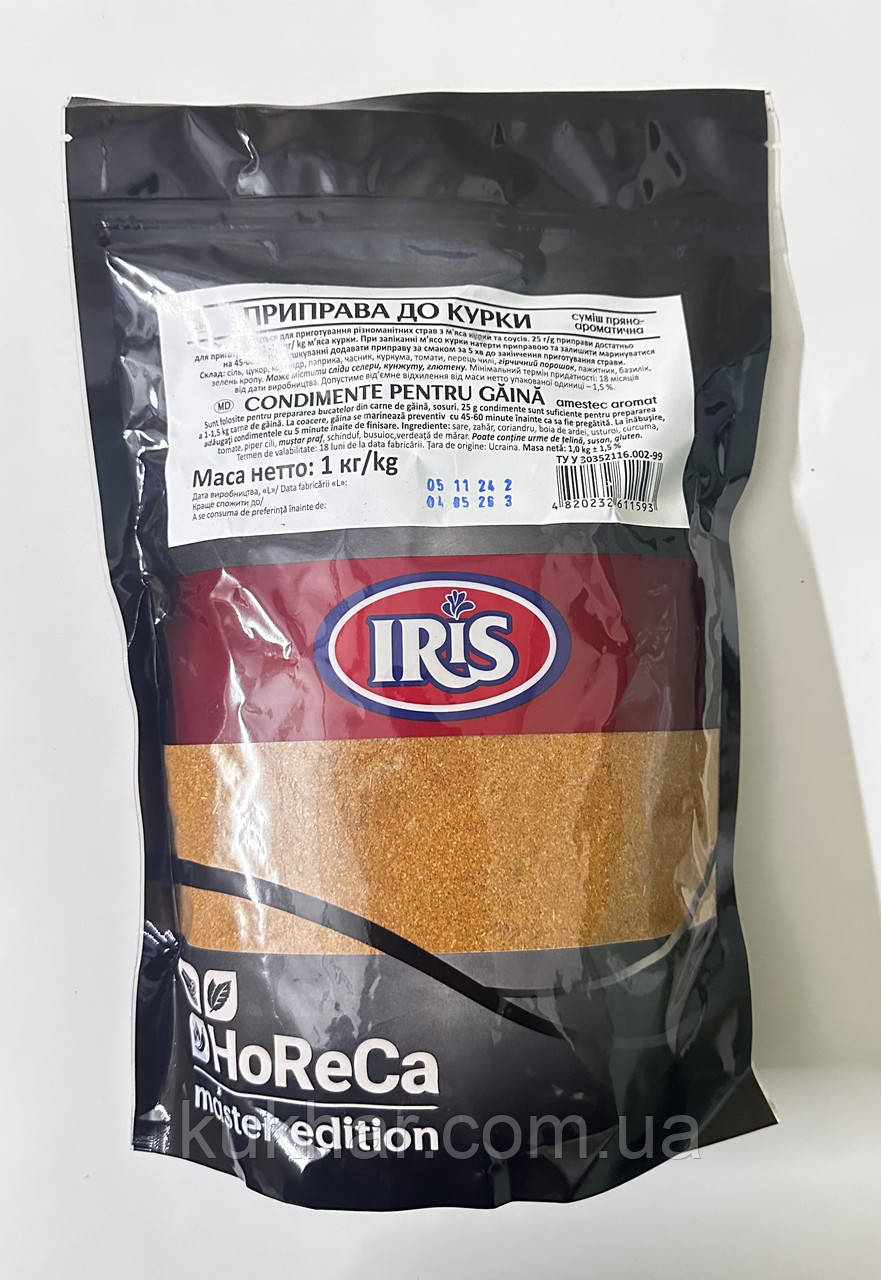 ПРИПРАВА ДО КУРКИ
суміш пряно-
ароматична
для приготування різноманітних страв з м'яса курки та соусів. 25 г/g приправи достатньо
для kg м'яса курки. При запіканні м'ясо курки натерти приправою та залишити маринуватися
на додавати приправу за смаком за 5 хв до закінчення приготування страви.
Склад: сіль, цукор, паприка, часник, куркума, томати, перець чилі, гірчичний порошок, пажитник, базилік,
зелень кропу. Може містити сліди селери, кунжуту, глютену. Мінімальний термін придатності: 18 місяців
від дати виробництва. Допустиме від'ємне відхилення від маси нетто упакованої одиниці – 1,5 %.
MD CONDIMENTE PENTRU GĂINĂ amestec aromat
Sunt folosite pentru prepararea bucatelor din carne de găină, sosuri. 25 g condimente sunt suficiente pentru prepararea
a 1-1,5 kg carne de găină. La coacere, găina se marinează preventiv cu 45-60 minute înainte ca sa fie pregătită. La inăbușire,
adăugați condimentele cu 5 minute inaite de finisare. Ingrediente: sare, zahăr, coriandru, boia de ardei, usturoi, curcuma,
tomate, piper cili, muștar praf, schinduf, busuioc,verdeață de mărar. Poate conține urme de țelină, susan, gluten.
Termen de valabilitate: 18 luni de la data fabricării. Țara de origine: Ucraina. Masa netă: 1,0 kg ± 1,5 %
Маса нетто: 1 кг/kg
ТУ У 30352116.002-99
Дата виробництва, «L»/ Data fabricării «L»:
05 11 24 2
Краще спожити до/
A se consuma de preferință înainte de:
04 05 26 3
4 820232 611593
IRIS
HoReCa
master edition
kukhar.com.ua